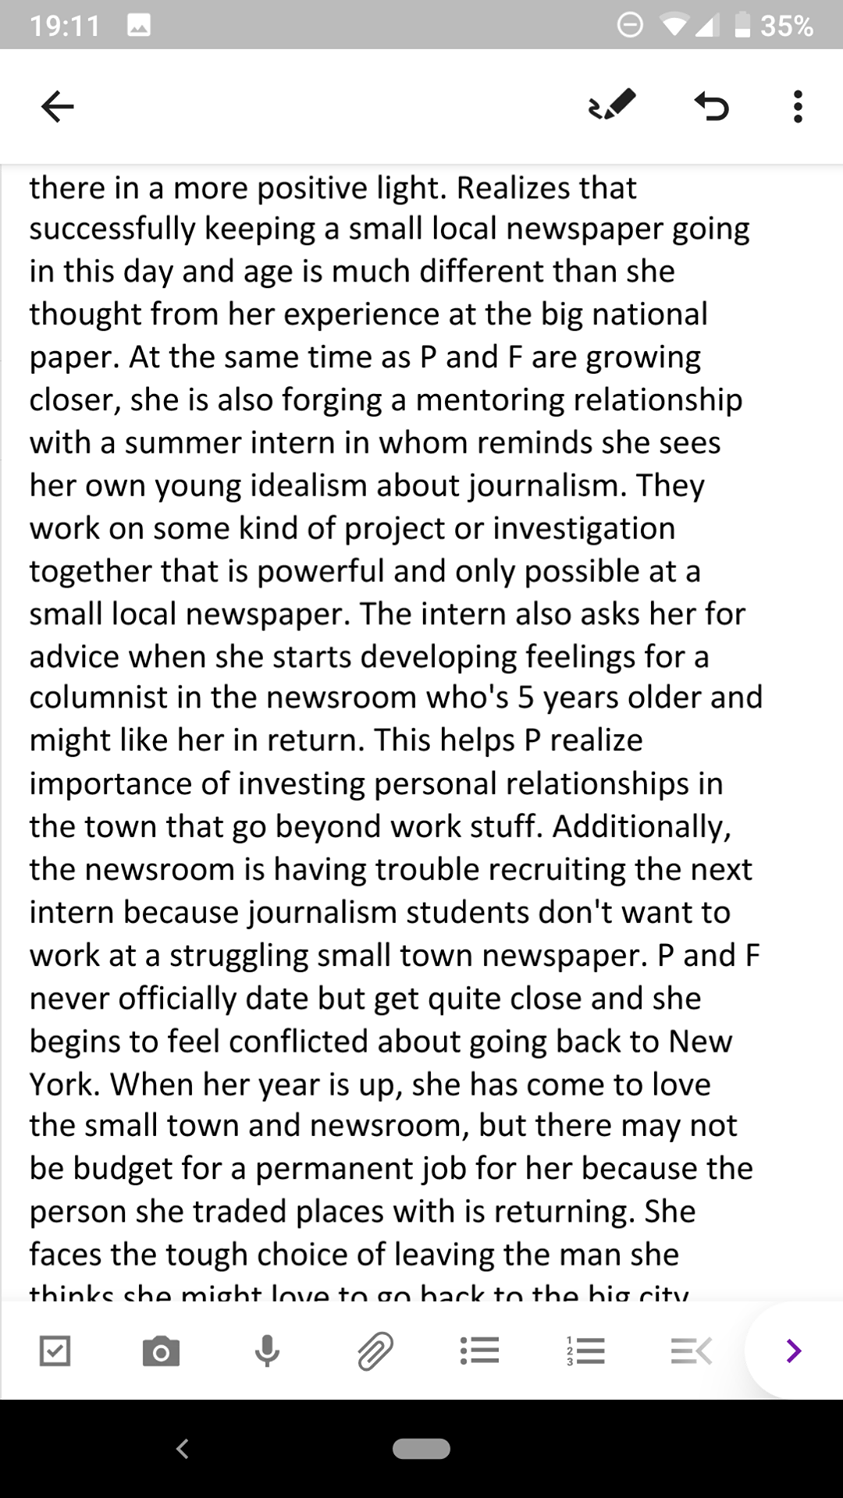 19:11 35%
there in a more positive light. Realizes that
successfully keeping a small local newspaper going
in this day and age is much different than she
thought from her experience at the big national
paper. At the same time as P and F are growing
closer, she is also forging a mentoring relationship
with a summer intern in whom reminds she sees
her own young idealism about journalism. They
work on some kind of project or investigation
together that is powerful and only possible at a
small local newspaper. The intern also asks her for
advice when she starts developing feelings for a
columnist in the newsroom who's 5 years older and
might like her in return. This helps P realize
importance of investing personal relationships in
the town that go beyond work stuff. Additionally,
the newsroom is having trouble recruiting the next
intern because journalism students don't want to
work at a struggling small town newspaper. P and F
never officially date but get quite close and she
begins to feel conflicted about going back to New
York. When her year is up, she has come to love
the small town and newsroom, but there may not
be budget for a permanent job for her because the
person she traded places with is returning. She
faces the tough choice of leaving the man she
thinks she might love to go back to the big city